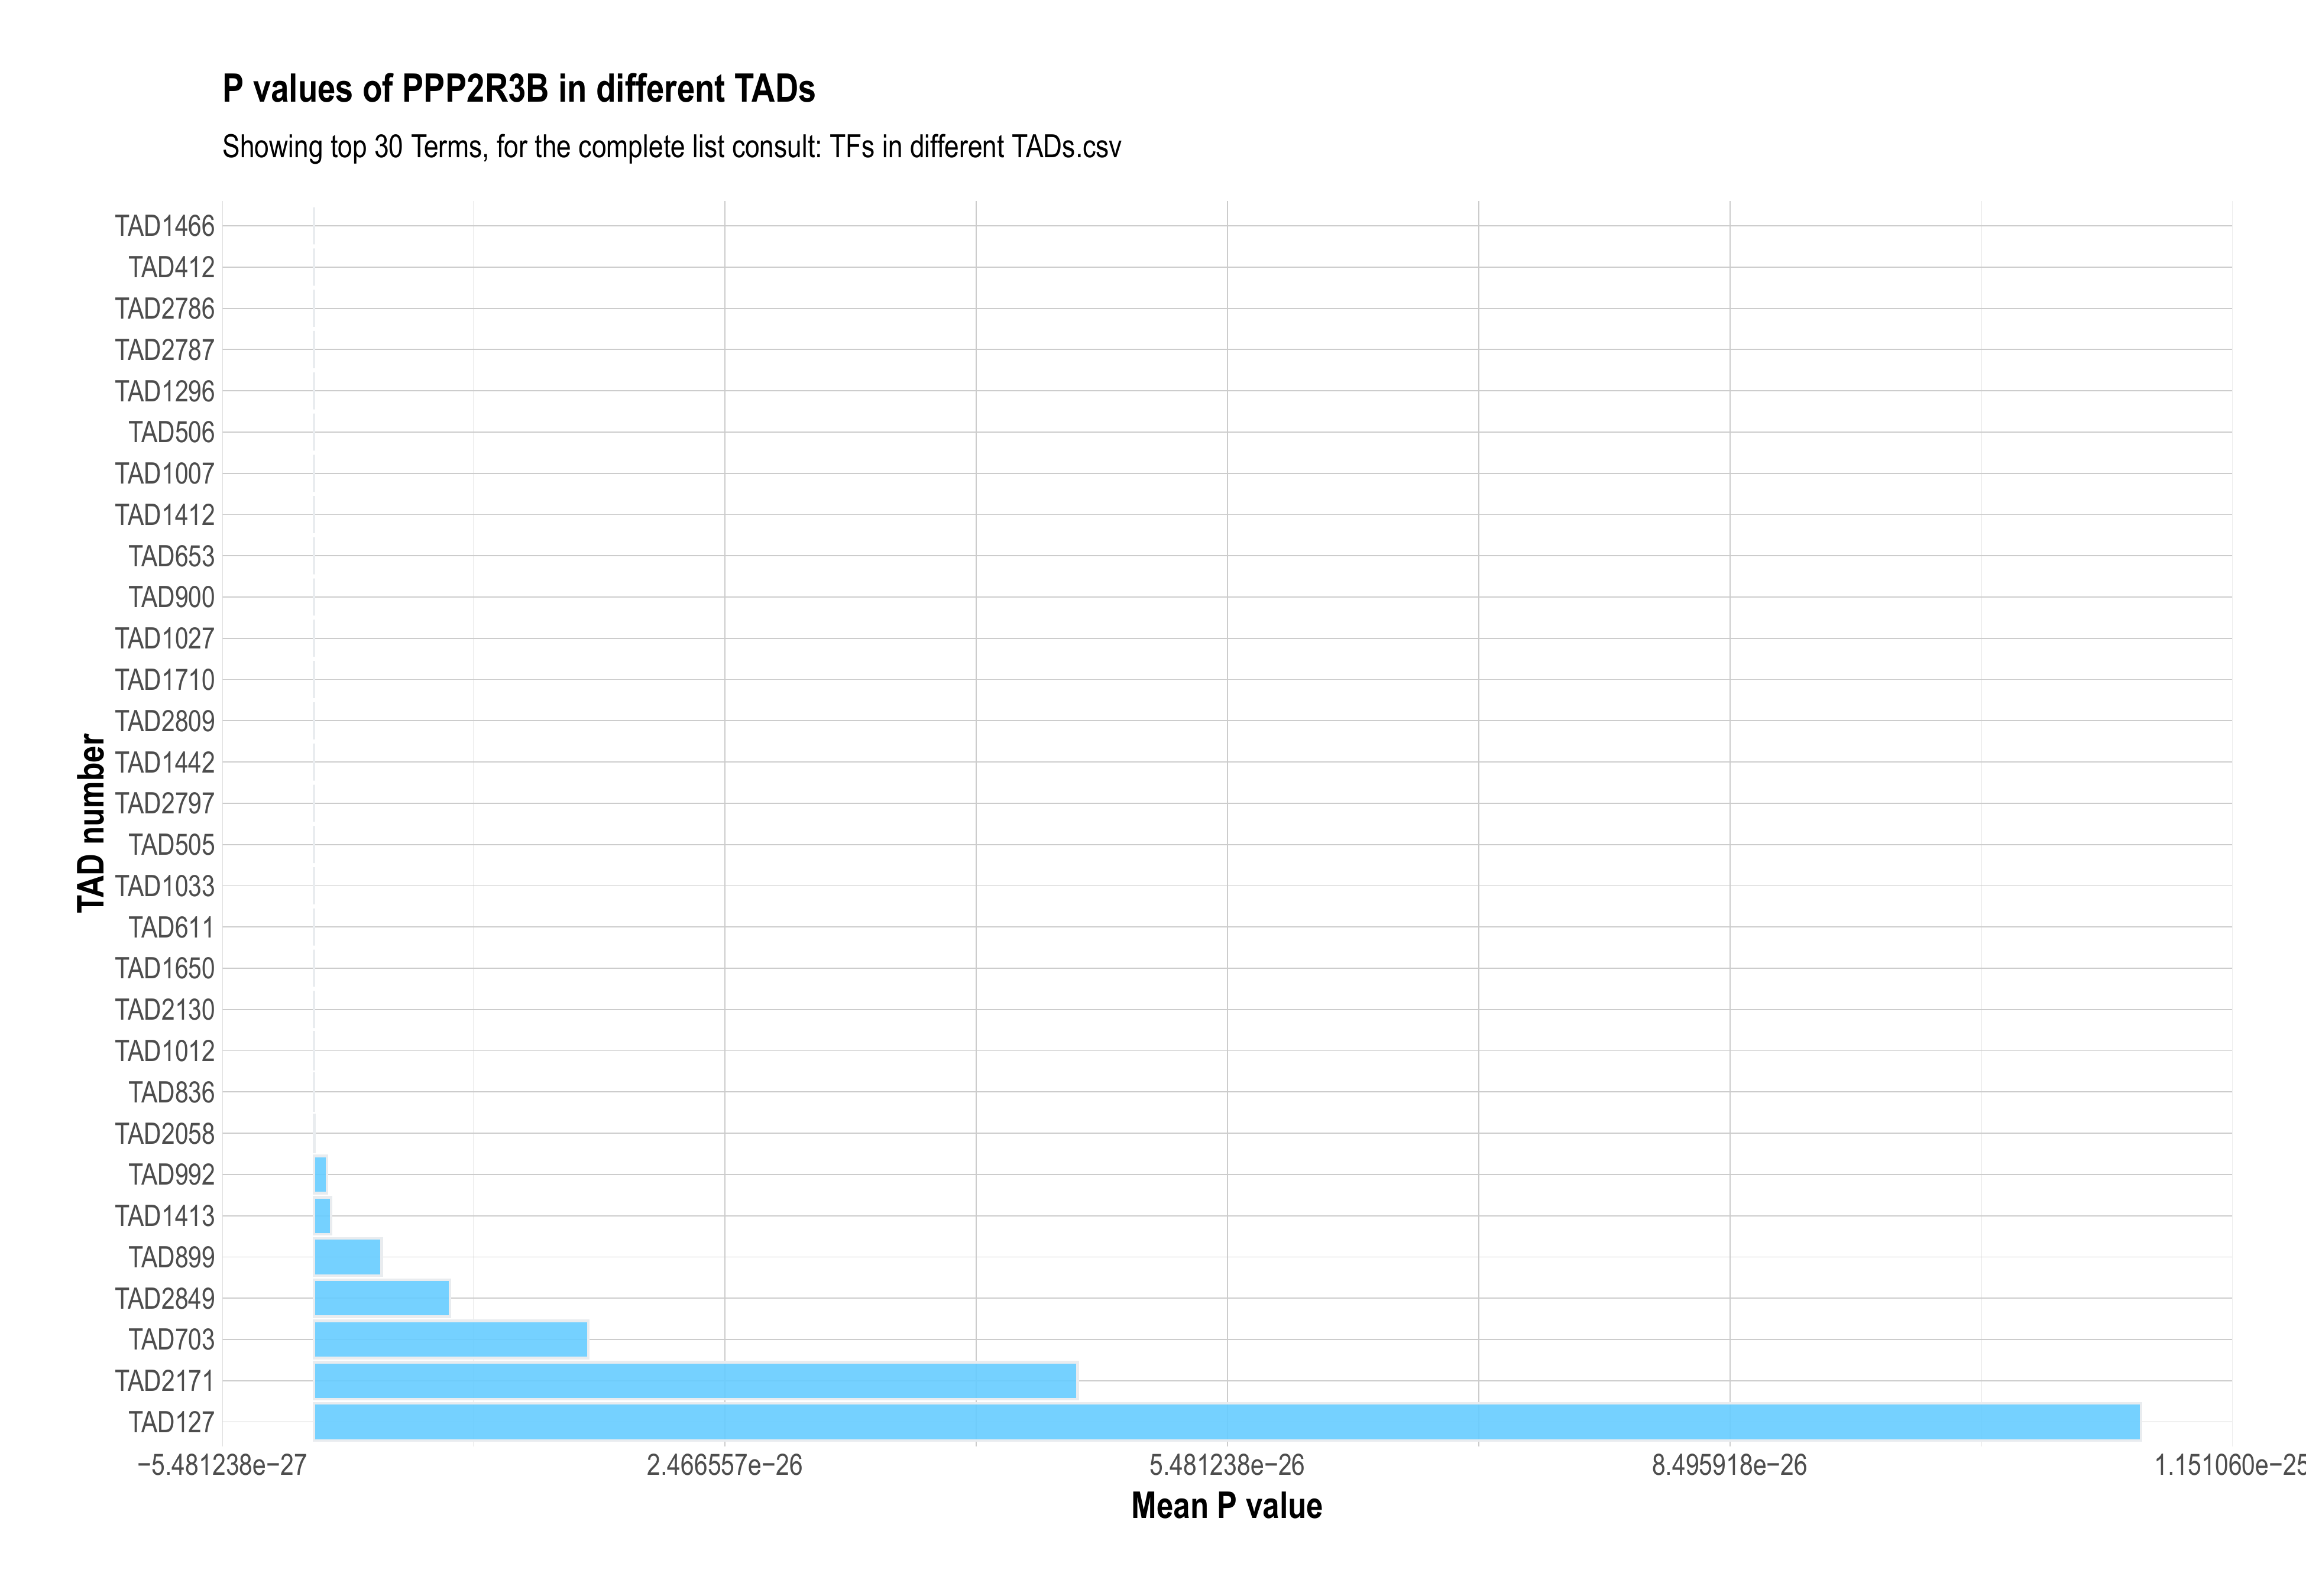 P values of PPP2R3B in different TADs
Showing top 30 Terms, for the complete list consult: TFs in different TADs.csv
TAD number
TAD1466
TAD412
TAD2786
TAD2787
TAD1296
TAD506
TAD1007
TAD1412
TAD653
TAD900
TAD1027
TAD1710
TAD2809
TAD1442
TAD2797
TAD505
TAD1033
TAD611
TAD1650
TAD2130
TAD1012
TAD836
TAD2058
TAD992
TAD1413
TAD899
TAD2849
TAD703
TAD2171
TAD127
−5.481238e−27 2.466557e−26 5.481238e−26 8.495918e−26 1.151060e−25
Mean P value